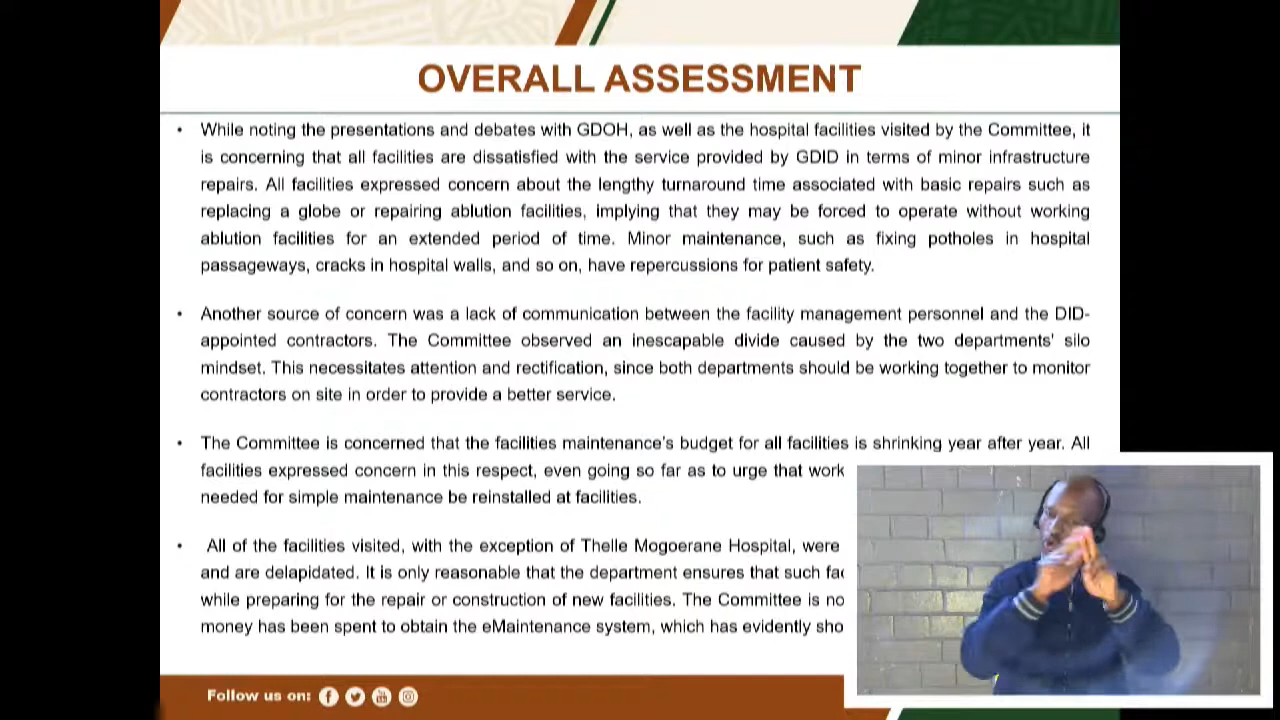 OVERALL ASSESSMENT
• While noting the presentations and debates with GDOH, as well as the hospital facilities visited by the Committee, it
is concerning that all facilities are dissatisfied with the service provided by GDID in terms of minor infrastructure
repairs. All facilities expressed concern about the lengthy turnaround time associated with basic repairs such as
replacing a globe or repairing ablution facilities, implying that they may be forced to operate without working
ablution facilities for an extended period of time. Minor maintenance, such as fixing potholes in hospital
passageways, cracks in hospital walls, and so on, have repercussions for patient safety.
• Another source of concern was a lack of communication between the facility management personnel and the DID-
appointed contractors. The Committee observed an inescapable divide caused by the two departments' silo
mindset. This necessitates attention and rectification, since both departments should be working together to monitor
contractors on site in order to provide a better service.
• The Committee is concerned that the facilities maintenance's budget for all facilities is shrinking year after year. All
facilities expressed concern in this respect, even going so far as to urge that work
needed for simple maintenance be reinstalled at facilities.
• All of the facilities visited, with the exception of Thelle Mogoerane Hospital, were
and are delapidated. It is only reasonable that the department ensures that such
while preparing for the repair or construction of new facilities. The Committee is
money has been spent to obtain the eMaintenance system, which has evidently
Follow us on: